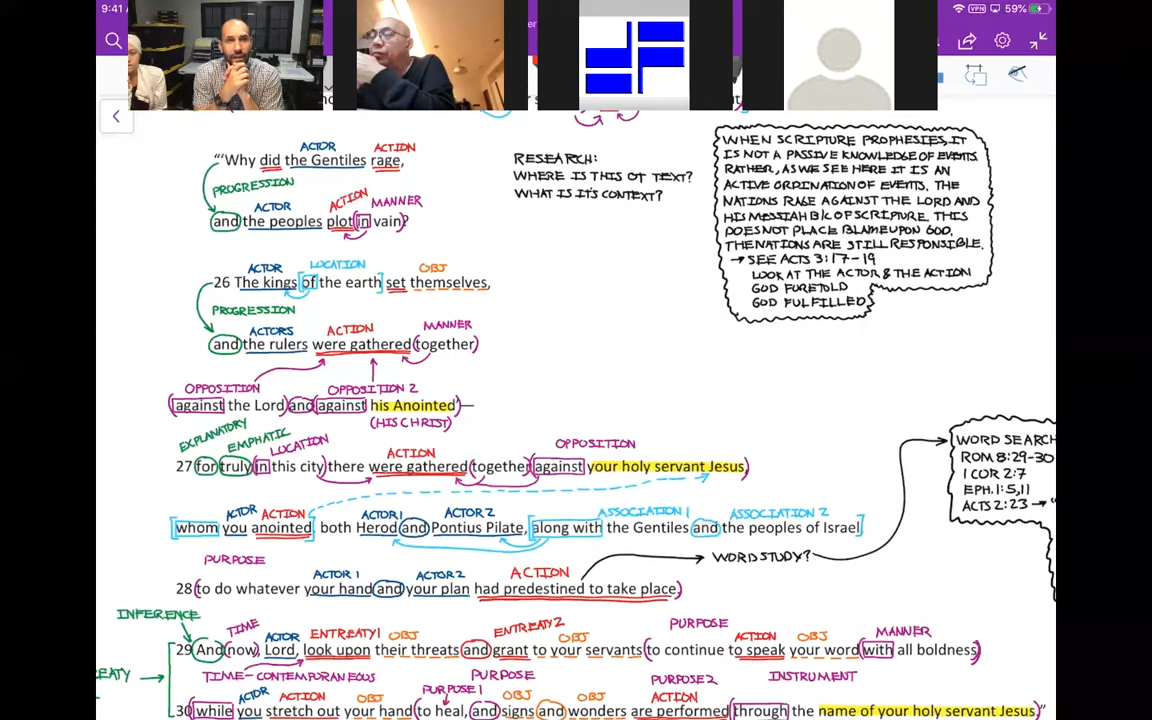 9:41
VPN 59%
ACTOR ACTION
“‘Why did the Gentiles rage,
PROGRESSION
ACTOR ACTION MANNER
and the peoples plot in vain?
RESEARCH:
WHERE IS THIS OT TEXT?
WHAT IS IT'S CONTEXT?
WHEN SCRIPTURE PROPHESIES, IT
IS NOT A PASSIVE KNOWLEDGE OF EVENTS.
RATHER, AS WE SEE HERE IT IS AN
ACTIVE ORDINATION OF EVENTS. THE
NATIONS RAGE AGAINST THE LORD AND
HIS MESSIAH B/C OF SCRIPTURE. THIS
DOES NOT PLACE BLAME UPON GOD.
THE NATIONS ARE STILL RESPONSIBLE.
→ SEE ACTS 3:17-19
LOOK AT THE ACTOR & THE ACTION
GOD FORETOLD
GOD FULFILLED
ACTOR LOCATION OBJ
26 The kings of the earth set themselves,
PROGRESSION
ACTORS ACTION MANNER
and the rulers were gathered together
OPPOSITION OPPOSITION 2
against the Lord and against his Anointed’—
(HIS CHRIST)
EXPLANATORY EMPHATIC LOCATION ACTION OPPOSITION
27 for truly in this city there were gathered together against your holy servant Jesus,
ACTOR ACTION ACTOR 1 ACTOR 2 ASSOCIATION 1 ASSOCIATION 2
whom you anointed, both Herod and Pontius Pilate, along with the Gentiles and the peoples of Israel
WORD SEARCH
ROM 8:29-30
1 COR 2:7
EPH. 1:5,11
ACTS 2:23 →
WORD STUDY?
PURPOSE
ACTOR 1 ACTOR 2 ACTION
28 to do whatever your hand and your plan had predestined to take place.
INFERENCE
TIME ACTOR ENTREATY 1 OBJ ENTREATY 2 OBJ PURPOSE ACTION OBJ MANNER
29 And now, Lord, look upon their threats and grant to your servants to continue to speak your word with all boldness,
TIME-CONTEMPORANEOUS PURPOSE INSTRUMENT
ACTOR ACTION OBJ PURPOSE 1 OBJ OBJ PURPOSE 2 ACTION
30 while you stretch out your hand to heal, and signs and wonders are performed through the name of your holy servant Jesus.”